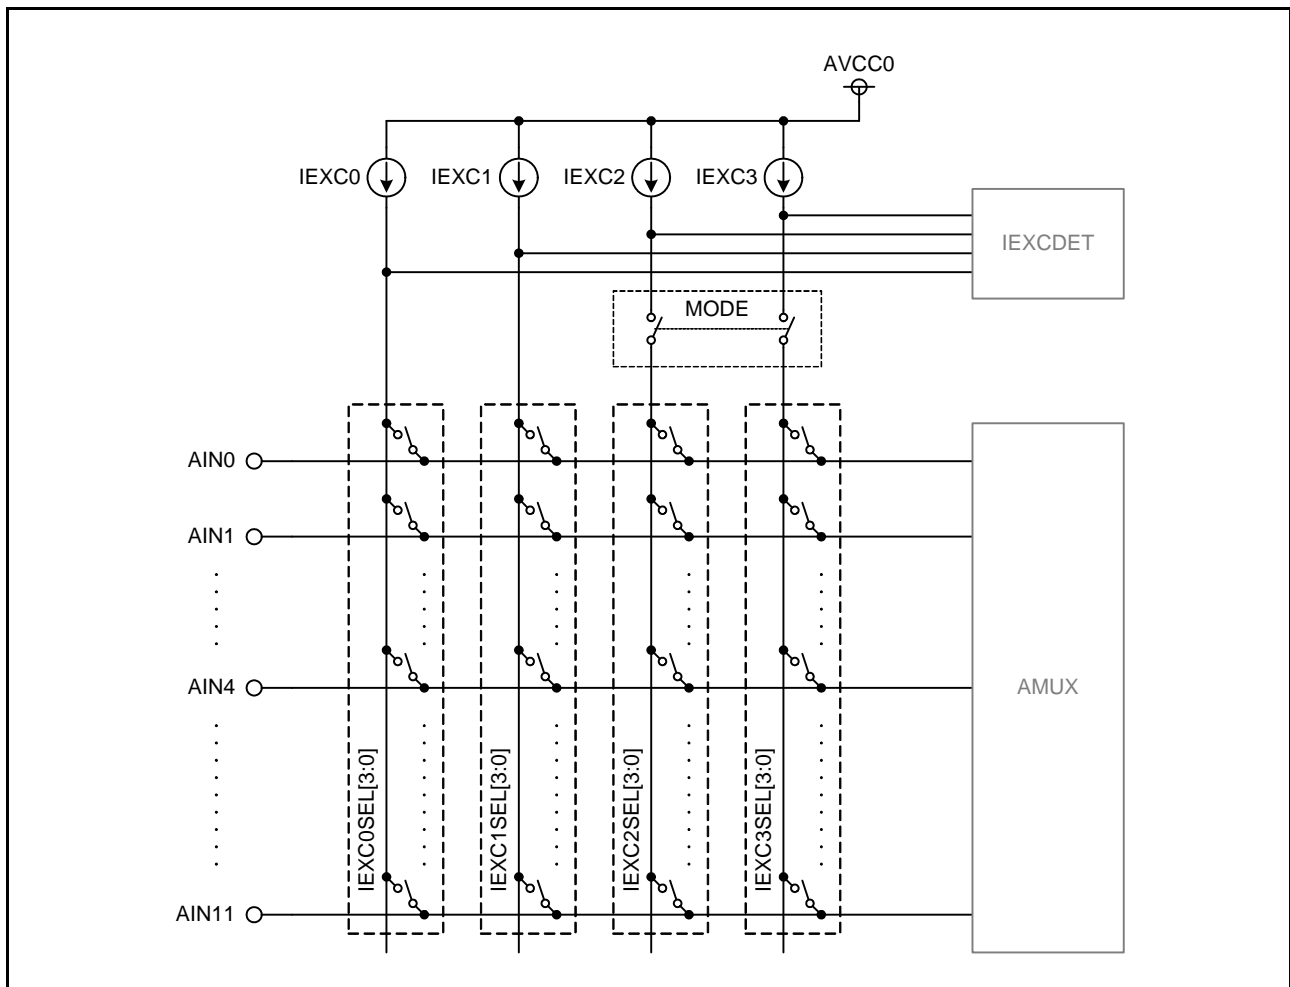 AVCC0
IEXC0
IEXC1
IEXC2
IEXC3
IEXCDET
MODE
AIN0
AIN1
AIN4
AMUX
IEXC0SEL[3:0]
IEXC1SEL[3:0]
IEXC2SEL[3:0]
IEXC3SEL[3:0]
AIN11